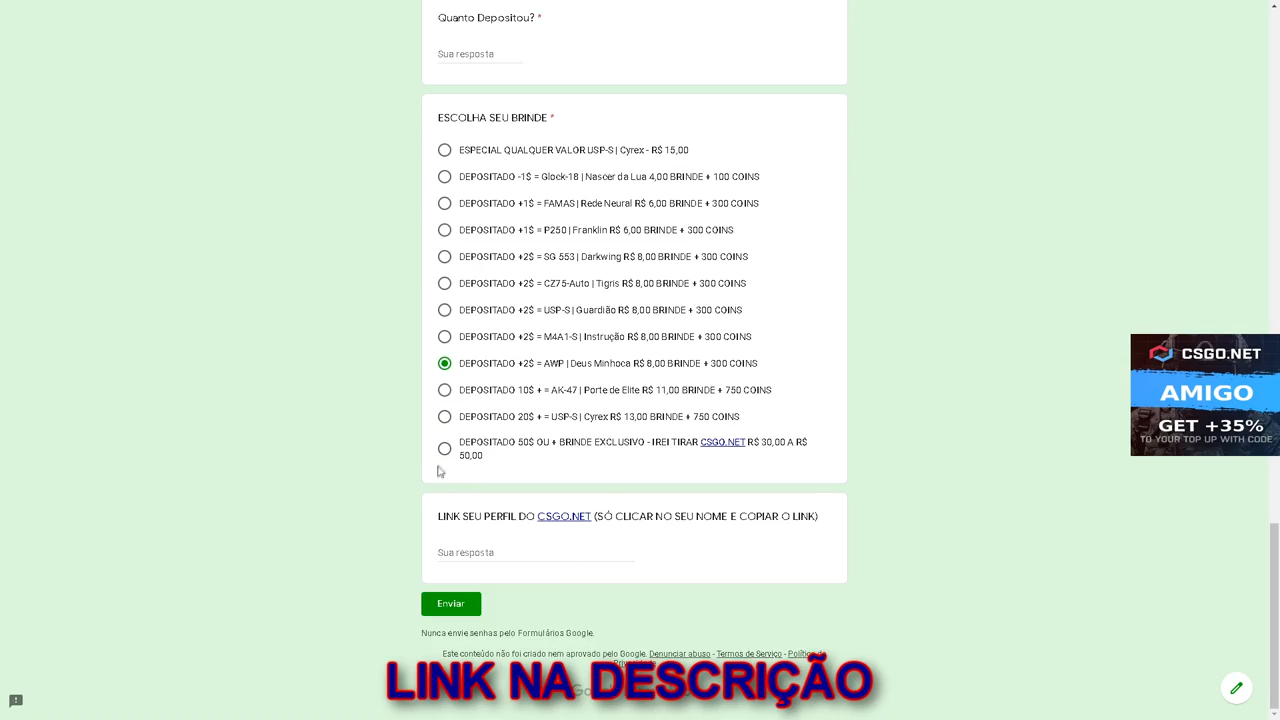 Quanto Depositou? *
Sua resposta
ESCOLHA SEU BRINDE *
ESPECIAL QUALQUER VALOR USP-S | Cyrex - R$ 15,00
DEPOSITADO -1$ = Glock-18 | Nascer da Lua 4,00 BRINDE + 100 COINS
DEPOSITADO +1$ = FAMAS | Rede Neural R$ 6,00 BRINDE + 300 COINS
DEPOSITADO +1$ = P250 | Franklin R$ 6,00 BRINDE + 300 COINS
DEPOSITADO +2$ = SG 553 | Darkwing R$ 8,00 BRINDE + 300 COINS
DEPOSITADO +2$ = CZ75-Auto | Tigris R$ 8,00 BRINDE + 300 COINS
DEPOSITADO +2$ = USP-S | Guardião R$ 8,00 BRINDE + 300 COINS
DEPOSITADO +2$ = M4A1-S | Instrução R$ 8,00 BRINDE + 300 COINS
DEPOSITADO +2$ = AWP | Deus Minhoca R$ 8,00 BRINDE + 300 COINS
DEPOSITADO 10$ + = AK-47 | Porte de Elite R$ 11,00 BRINDE + 750 COINS
DEPOSITADO 20$ + = USP-S | Cyrex R$ 13,00 BRINDE + 750 COINS
DEPOSITADO 50$ OU + BRINDE EXCLUSIVO - IREI TIRAR CSGO.NET R$ 30,00 A R$
50,00
CSGO.NET
AMIGO
GET +35%
TO YOUR TOP UP WITH CODE
LINK SEU PERFIL DO CSGO.NET (SÓ CLICAR NO SEU NOME E COPIAR O LINK)
Sua resposta
Enviar
Nunca envie senhas pelo Formulários Google.
Este conteúdo não foi criado nem aprovado pelo Google. Denunciar abuso - Termos de Serviço - Política de
Privacidade
LINK NA DESCRIÇÃO